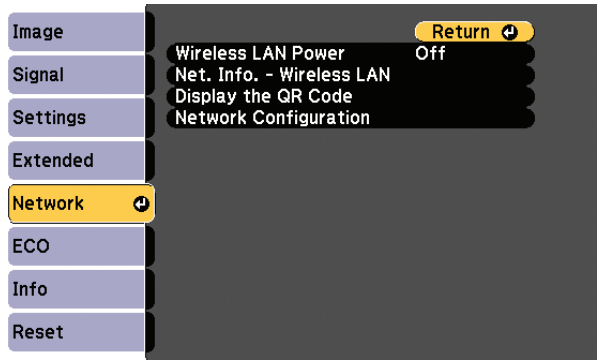 Image
Signal
Settings
Extended
Network
ECO
Info
Reset
Return
Wireless LAN Power Off
Net. Info. - Wireless LAN
Display the QR Code
Network Configuration